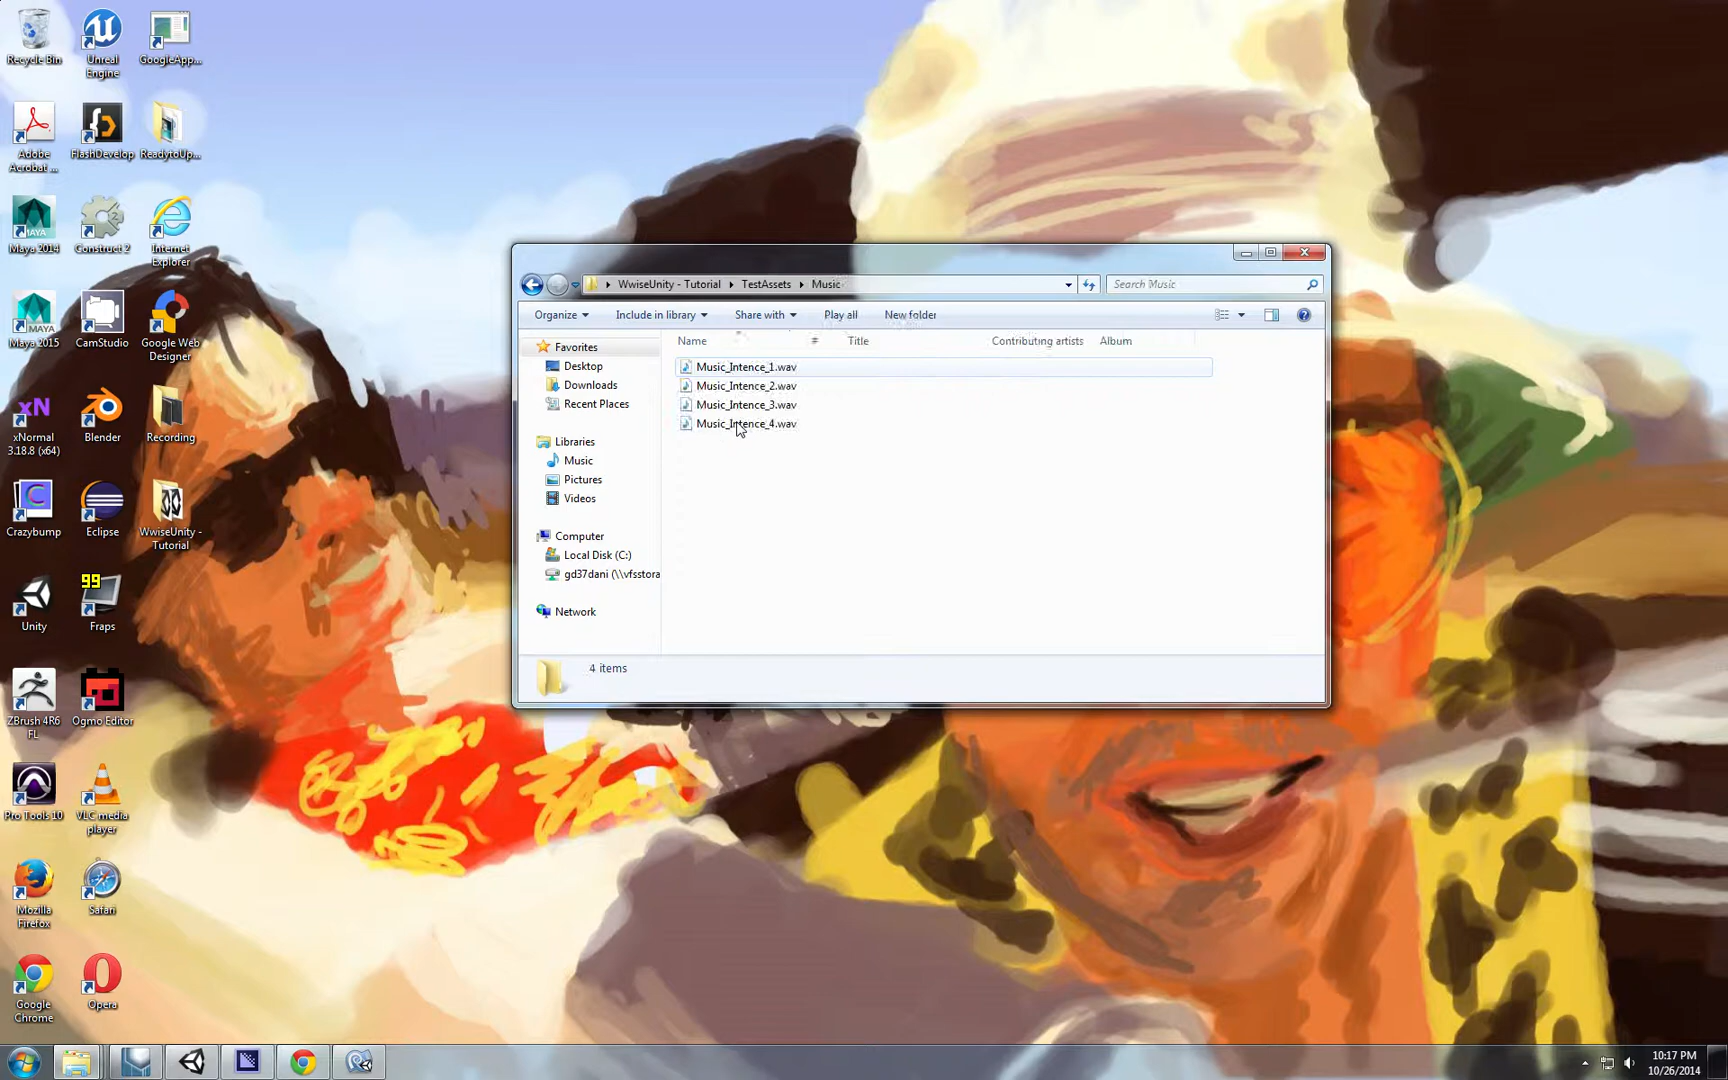 Recycle Bin
Unreal
Engine
GoogleApp...
Adobe
Acrobat ...
FlashDevelop
ReadytoUp...
Maya 2014
Construct 2
Internet
Explorer
Maya 2015
CamStudio
Google Web
Designer
xNormal
3.18.8 (x64)
Blender
Recording
Crazybump
Eclipse
WwiseUnity -
Tutorial
Unity
99
Fraps
ZBrush 4R6
FL
Ogmo Editor
Pro Tools 10
VLC media
player
Mozilla
Firefox
Safari
Google
Chrome
Opera
WwiseUnity - Tutorial
TestAssets
Music
Search Music
Organize
Include in library
Share with
Play all
New folder
Name
#
Title
Contributing artists
Album
Favorites
Desktop
Downloads
Recent Places
Libraries
Music
Pictures
Videos
Computer
Local Disk (C:)
gd37dani (\\vfsstora
Network
Music_Intence_1.wav
Music_Intence_2.wav
Music_Intence_3.wav
Music_Intence_4.wav
4 items
10:17 PM
10/26/2014